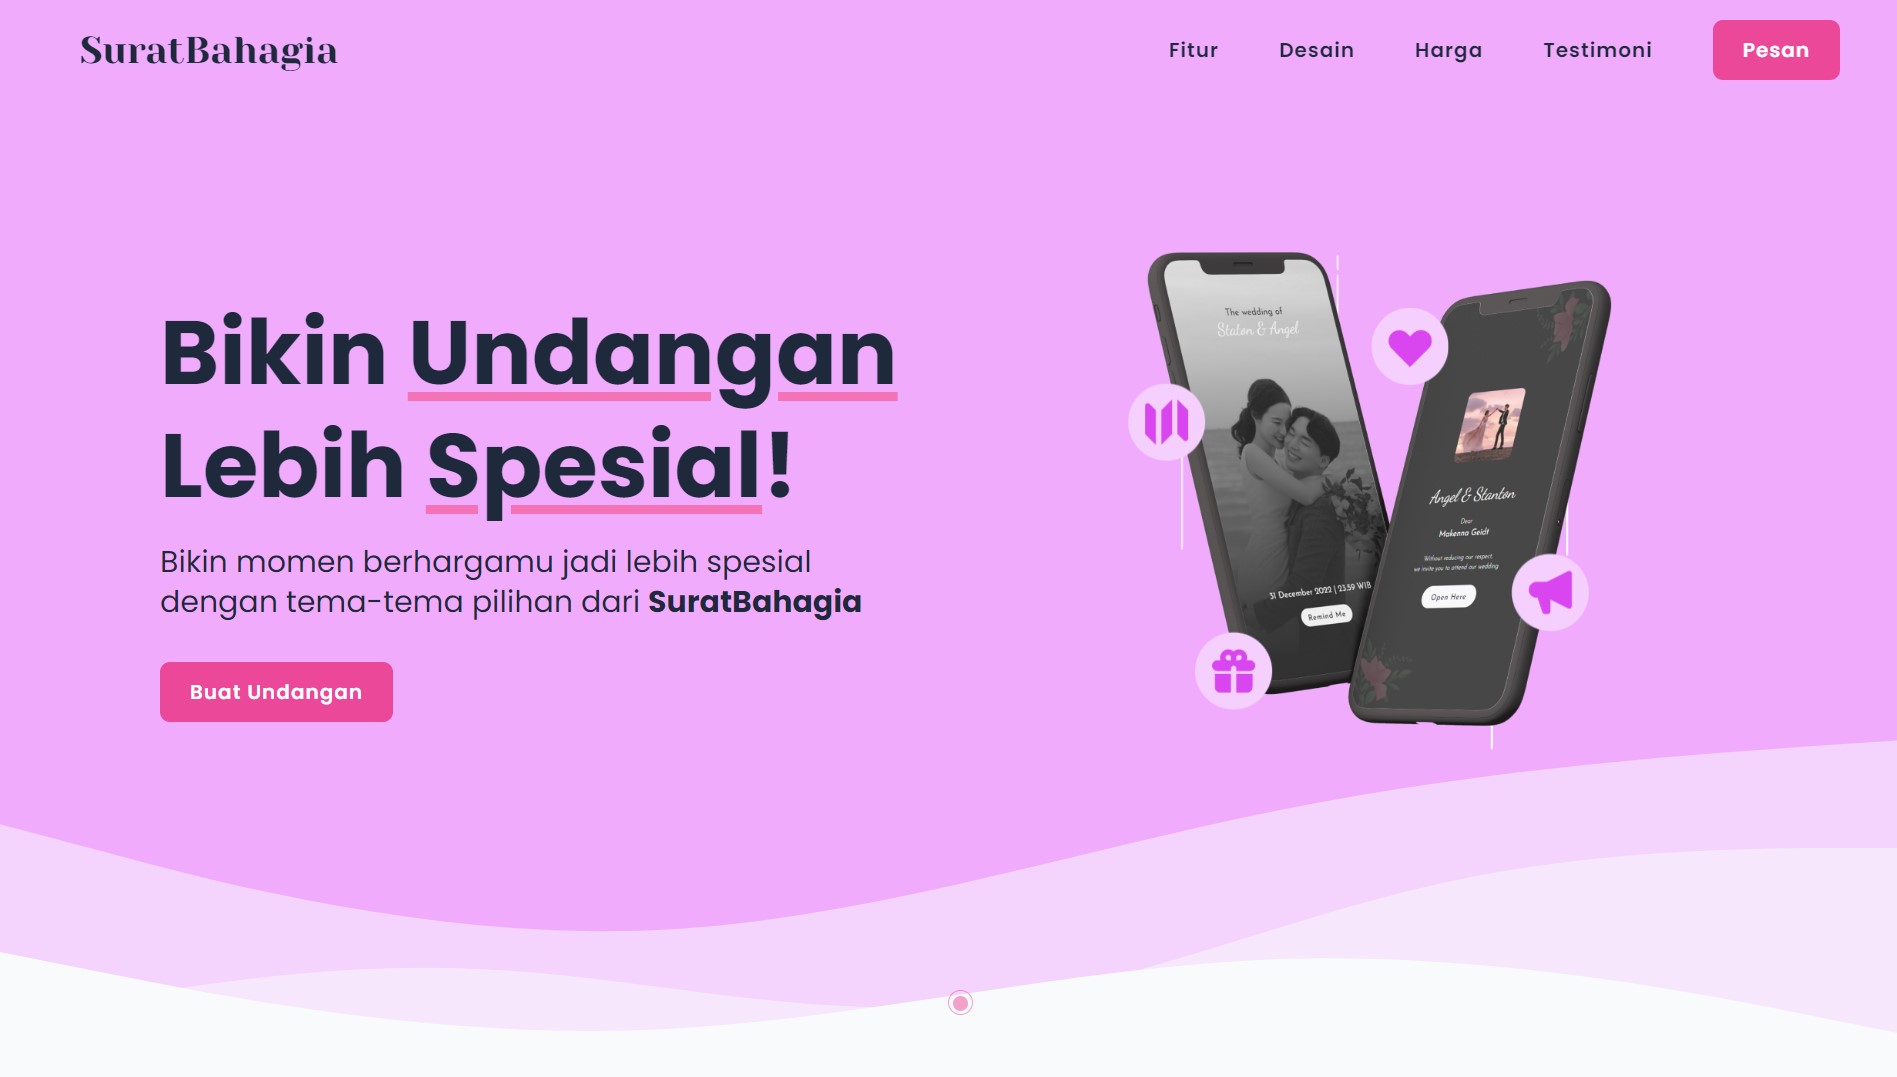 SuratBahagia
Fitur
Desain
Harga
Testimoni
Pesan
Bikin Undangan
Lebih Spesial!
Bikin momen berhargamu jadi lebih spesial
dengan tema-tema pilihan dari SuratBahagia
Buat Undangan
The wedding of
Staton & Angel
31 December 2022 | 23.59 WIB
Remind Me
Angel & Stanton
Dear
Makenna Geidt
Without reducing our respect,
we invite you to attend our wedding
Open Here